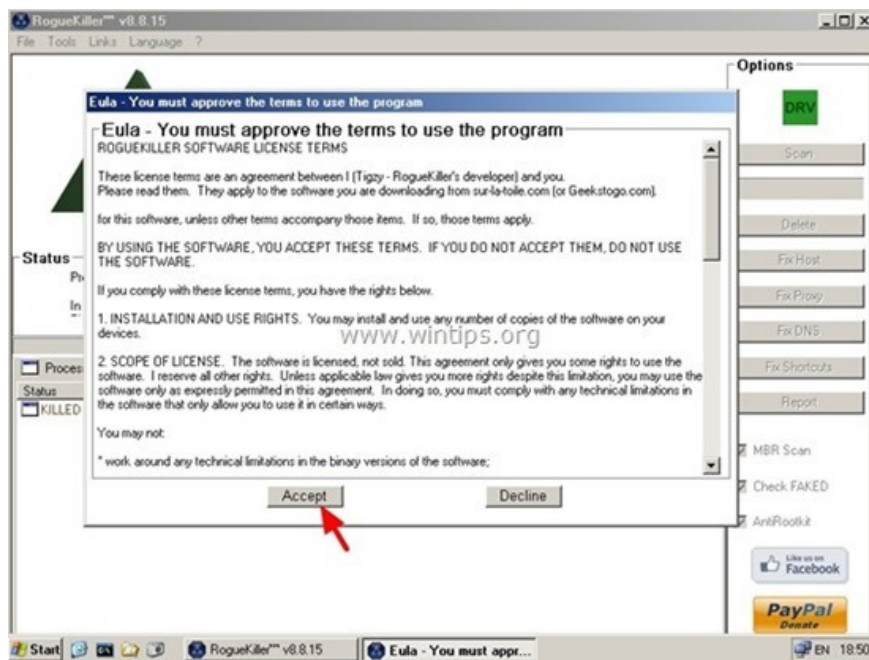 RogueKiller v8.8.15
File Tools Links Language ?
Options
DRV
Scan
Delete
Fix Host
Fix Proxy
Fix DNS
Fix Shortcuts
Report
MBR Scan
Check FAKED
AntiRootkit
Like us on
Facebook
PayPal
Donate
Status
In
Proces
Status
KILLED
Eula - You must approve the terms to use the program
Eula - You must approve the terms to use the program
ROGUEKILLER SOFTWARE LICENSE TERMS
These license terms are an agreement between I (Tigzy - RogueKiller's developer) and you.
Please read them. They apply to the software you are downloading from sur-la-toile.com (or Geekstogo.com).
for this software, unless other terms accompany those items. If so, those terms apply.
BY USING THE SOFTWARE, YOU ACCEPT THESE TERMS. IF YOU DO NOT ACCEPT THEM, DO NOT USE
THE SOFTWARE.
If you comply with these license terms, you have the rights below.
1. INSTALLATION AND USE RIGHTS. You may install and use any number of copies of the software on your
devices.
www.wintips.org
2. SCOPE OF LICENSE. The software is licensed, not sold. This agreement only gives you some rights to use the
software. I reserve all other rights. Unless applicable law gives you more rights despite this limitation, you may use the
software only as expressly permitted in this agreement. In doing so, you must comply with any technical limitations in
the software that only allow you to use it in certain ways.
You may not:
* work around any technical limitations in the binary versions of the software;
Accept
Decline
Start
RogueKiller v8.8.15
Eula - You must appr...
EN 18:50